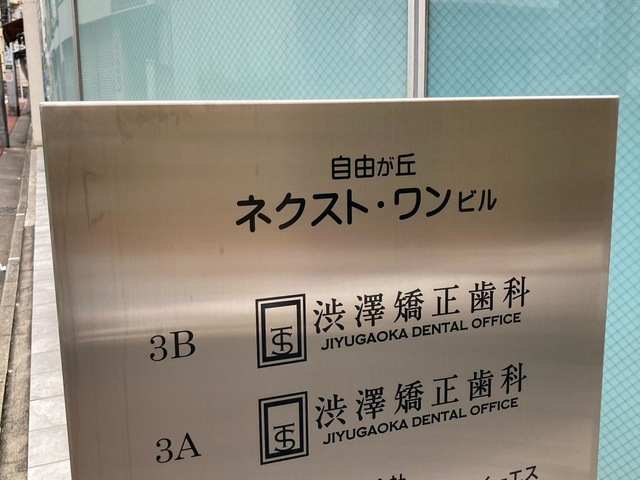 自由が丘
ネクスト・ワンビル
3B 渋澤矯正歯科
JIYUGAOKA DENTAL OFFICE
3A 渋澤矯正歯科
JIYUGAOKA DENTAL OFFICE